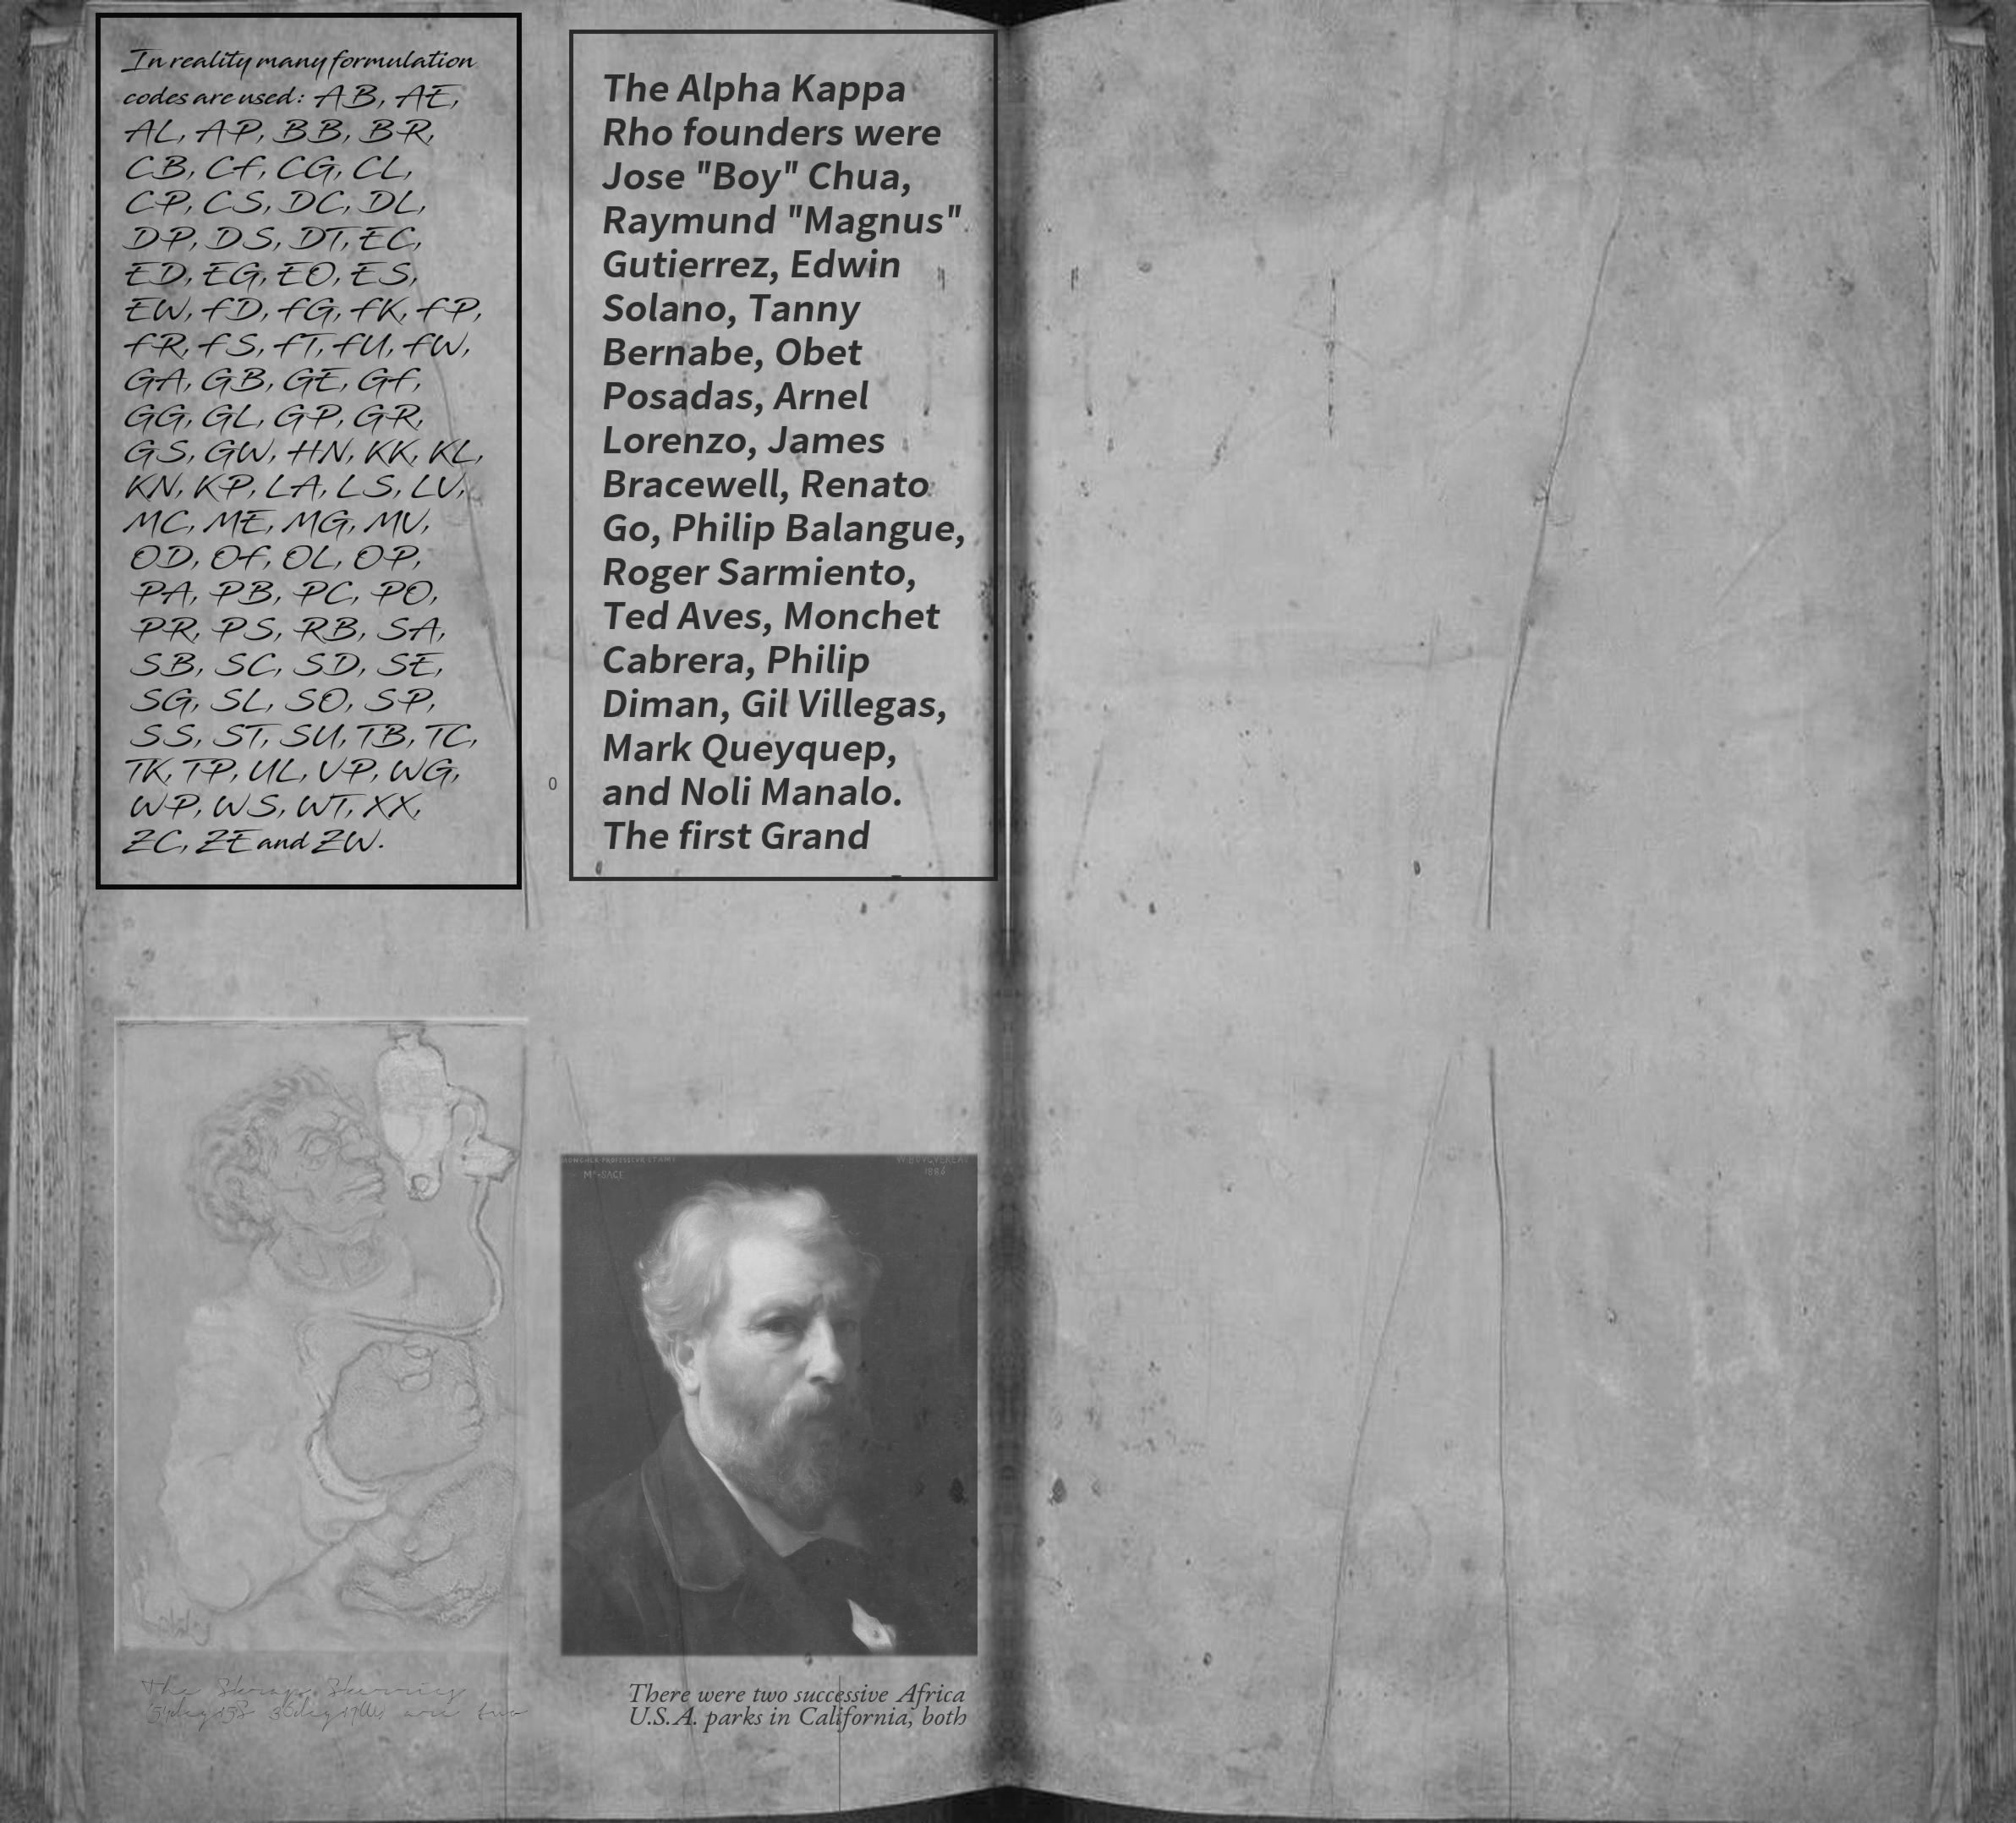 In reality many formulation
codes are used: AB, AE,
AL, AP, BB, BR,
CB, Cf, CG, CL,
CP, CS, DC, DL,
DP, DS, DT, EC,
ED, EG, EO, ES,
EW, fD, fG, fK, fP,
fR, fS, fT, fU, fW,
GA, GB, GE, Gf,
GG, GL, GP, GR,
GS, GW, HN, KK, KL,
KN, KP, LA, LS, LV,
MC, ME, MG, MV,
OD, Of, OL, OP,
PA, PB, PC, PO,
PR, PS, RB, SA,
SB, SC, SD, SE,
SG, SL, SO, SP,
SS, ST, SU, TB, TC,
TK, TP, UL, VP, WG,
WP, WS, WT, XX,
ZC, ZE and ZW.
0
The Alpha Kappa
Rho founders were
Jose "Boy" Chua,
Raymund "Magnus"
Gutierrez, Edwin
Solano, Tanny
Bernabe, Obet
Posadas, Arnel
Lorenzo, James
Bracewell, Renato
Go, Philip Balangue,
Roger Sarmiento,
Ted Aves, Monchet
Cabrera, Philip
Diman, Gil Villegas,
Mark Queyquep,
and Noli Manalo.
The first Grand
The Skerries
are two
1886
There were two successive Africa
U.S.A. parks in California, both